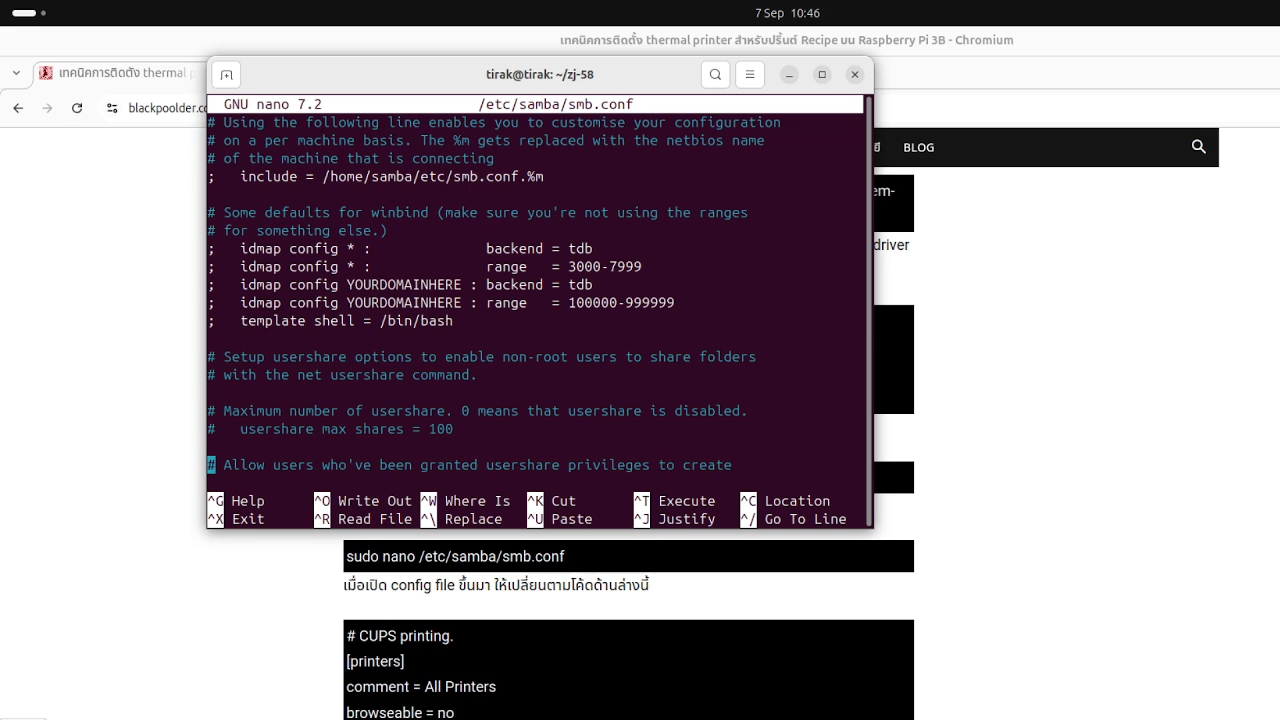 7 Sep 10:46
เทคนิคการติดตั้ง thermal printer สำหรับปริ้นต์ Recipe บน Raspberry Pi 3B - Chromium
เทคนิคการติดตั้ง thermal
blackpoolder.co
tirak@tirak: ~/zj-58
GNU nano 7.2 /etc/samba/smb.conf
# Using the following line enables you to customise your configuration
# on a per machine basis. The %m gets replaced with the netbios name
# of the machine that is connecting
; include = /home/samba/etc/smb.conf.%m
# Some defaults for winbind (make sure you're not using the ranges
# for something else.)
; idmap config * : backend = tdb
; idmap config * : range = 3000-7999
; idmap config YOURDOMAINHERE : backend = tdb
; idmap config YOURDOMAINHERE : range = 100000-999999
; template shell = /bin/bash
# Setup usershare options to enable non-root users to share folders
# with the net usershare command.
# Maximum number of usershare. 0 means that usershare is disabled.
# usershare max shares = 100
# Allow users who've been granted usershare privileges to create
^G Help ^O Write Out ^W Where Is ^K Cut ^T Execute ^C Location
^X Exit ^R Read File ^\ Replace ^U Paste ^J Justify ^/ Go To Line
BLOG
em-
driver
sudo nano /etc/samba/smb.conf
เมื่อเปิด config file ขึ้นมา ให้เปลี่ยนตามโค้ดด้านล่างนี้
# CUPS printing.
[printers]
comment = All Printers
browseable = no